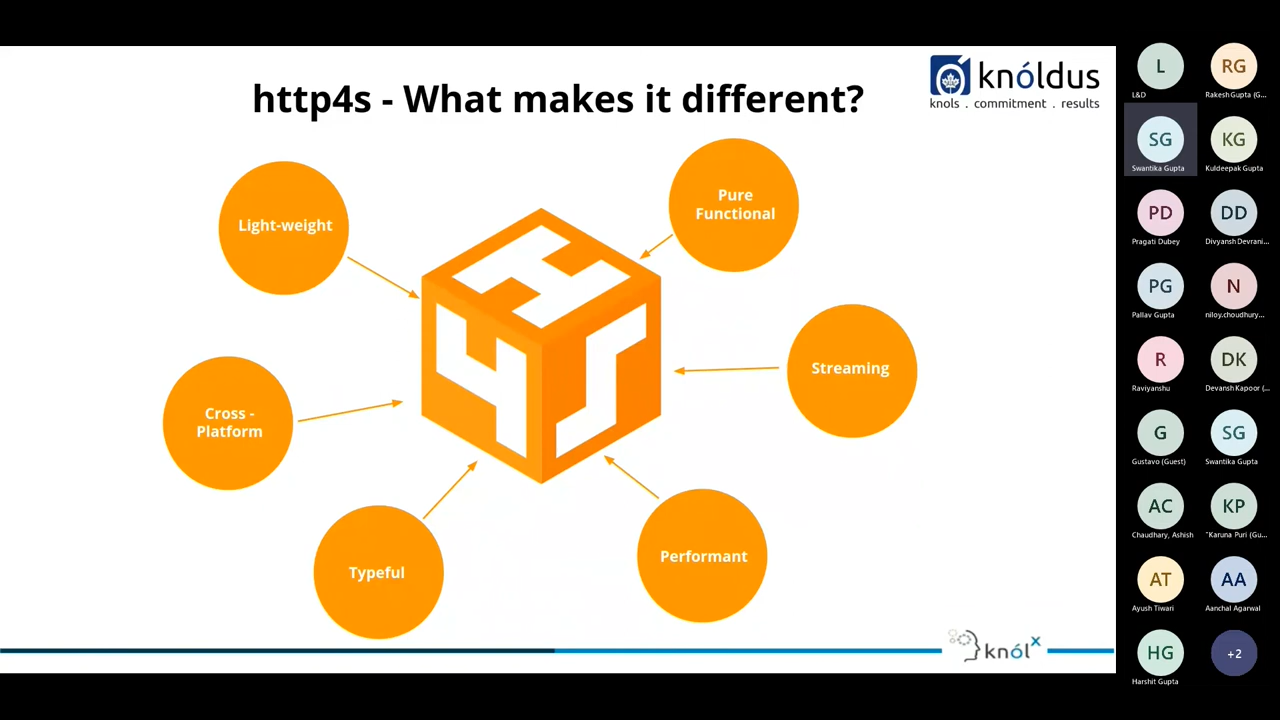 http4s - What makes it different?
knóldus
knols . commitment . results
Light-weight
Pure
Functional
Streaming
Cross -
Platform
Typeful
Performant
knól x
L
L&D
RG
Rakesh Gupta (G...
SG
Swantika Gupta
KG
Kuldeepak Gupta
PD
Pragati Dubey
DD
Divyansh Devrani...
PG
Pallav Gupta
N
niloy.choudhury...
R
Raviyanshu
DK
Devansh Kapoor (...
G
Gustavo (Guest)
SG
Swantika Gupta
AC
Chaudhary, Ashish
KP
"Karuna Puri (Gu...
AT
Ayush Tiwari
AA
Aanchal Agarwal
HG
Harshit Gupta
+2